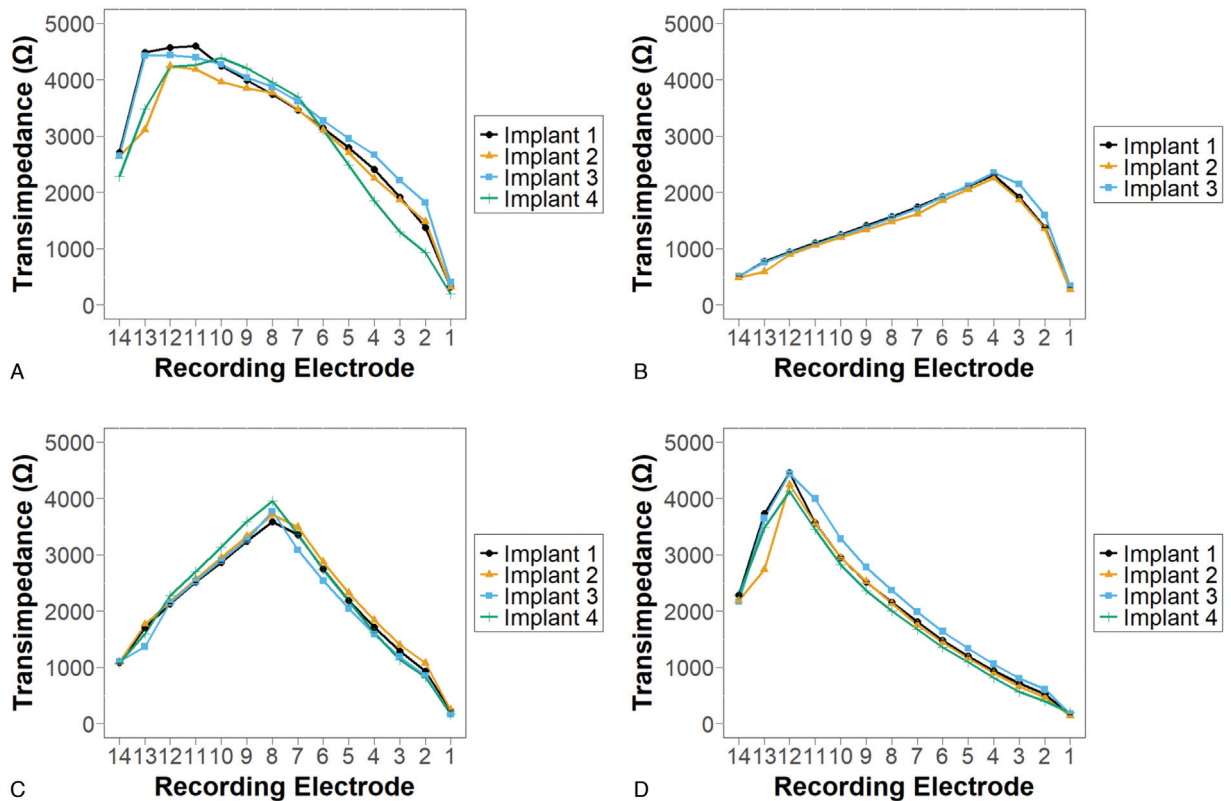 5000
4000
3000
2000
1000
0
Transimpedance (Ω)
14 13 12 11 10 9 8 7 6 5 4 3 2 1
Recording Electrode
Implant 1
Implant 2
Implant 3
Implant 4
A
5000
4000
3000
2000
1000
0
Transimpedance (Ω)
14 13 12 11 10 9 8 7 6 5 4 3 2 1
Recording Electrode
Implant 1
Implant 2
Implant 3
B
5000
4000
3000
2000
1000
0
Transimpedance (Ω)
14 13 12 11 10 9 8 7 6 5 4 3 2 1
Recording Electrode
Implant 1
Implant 2
Implant 3
Implant 4
C
5000
4000
3000
2000
1000
0
Transimpedance (Ω)
14 13 12 11 10 9 8 7 6 5 4 3 2 1
Recording Electrode
Implant 1
Implant 2
Implant 3
Implant 4
D